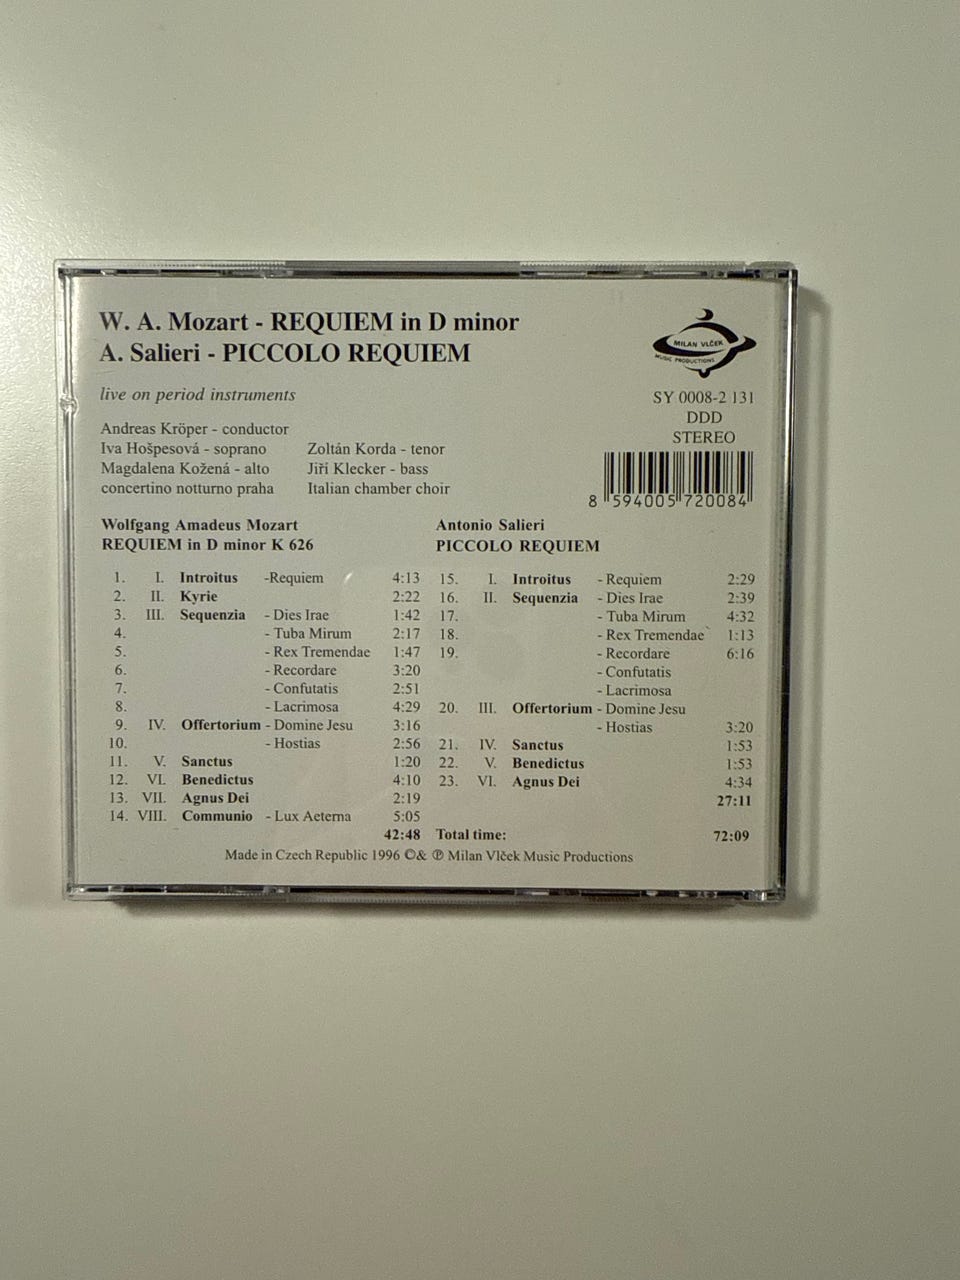 W. A. Mozart - REQUIEM in D minor
A. Salieri - PICCOLO REQUIEM
MILAN VLČEK
MUSIC PRODUCTIONS
live on period instruments
SY 0008-2 131
DDD
STEREO
Andreas Kröper - conductor
Iva Hošpesová - soprano Zoltán Korda - tenor
Magdalena Kožená - alto Jiří Klecker - bass
concertino notturno praha Italian chamber choir
8 594005 720084
Wolfgang Amadeus Mozart
REQUIEM in D minor K 626
1. I. Introitus -Requiem 4:13
2. II. Kyrie 2:22
3. III. Sequenzia - Dies Irae 1:42
4. - Tuba Mirum 2:17
5. - Rex Tremendae 1:47
6. - Recordare 3:20
7. - Confutatis 2:51
8. - Lacrimosa 4:29
9. IV. Offertorium - Domine Jesu 3:16
10. - Hostias 2:56
11. V. Sanctus 1:20
12. VI. Benedictus 4:10
13. VII. Agnus Dei 2:19
14. VIII. Communio - Lux Aeterna 5:05
42:48
Antonio Salieri
PICCOLO REQUIEM
15. I. Introitus - Requiem 2:29
16. II. Sequenzia - Dies Irae 2:39
17. - Tuba Mirum 4:32
18. - Rex Tremendae 1:13
19. - Recordare 6:16
- Confutatis
- Lacrimosa
20. III. Offertorium - Domine Jesu
- Hostias 3:20
21. IV. Sanctus 1:53
22. V. Benedictus 1:53
23. VI. Agnus Dei 4:34
27:11
Total time: 72:09
Made in Czech Republic 1996 ©& ℗ Milan Vlček Music Productions